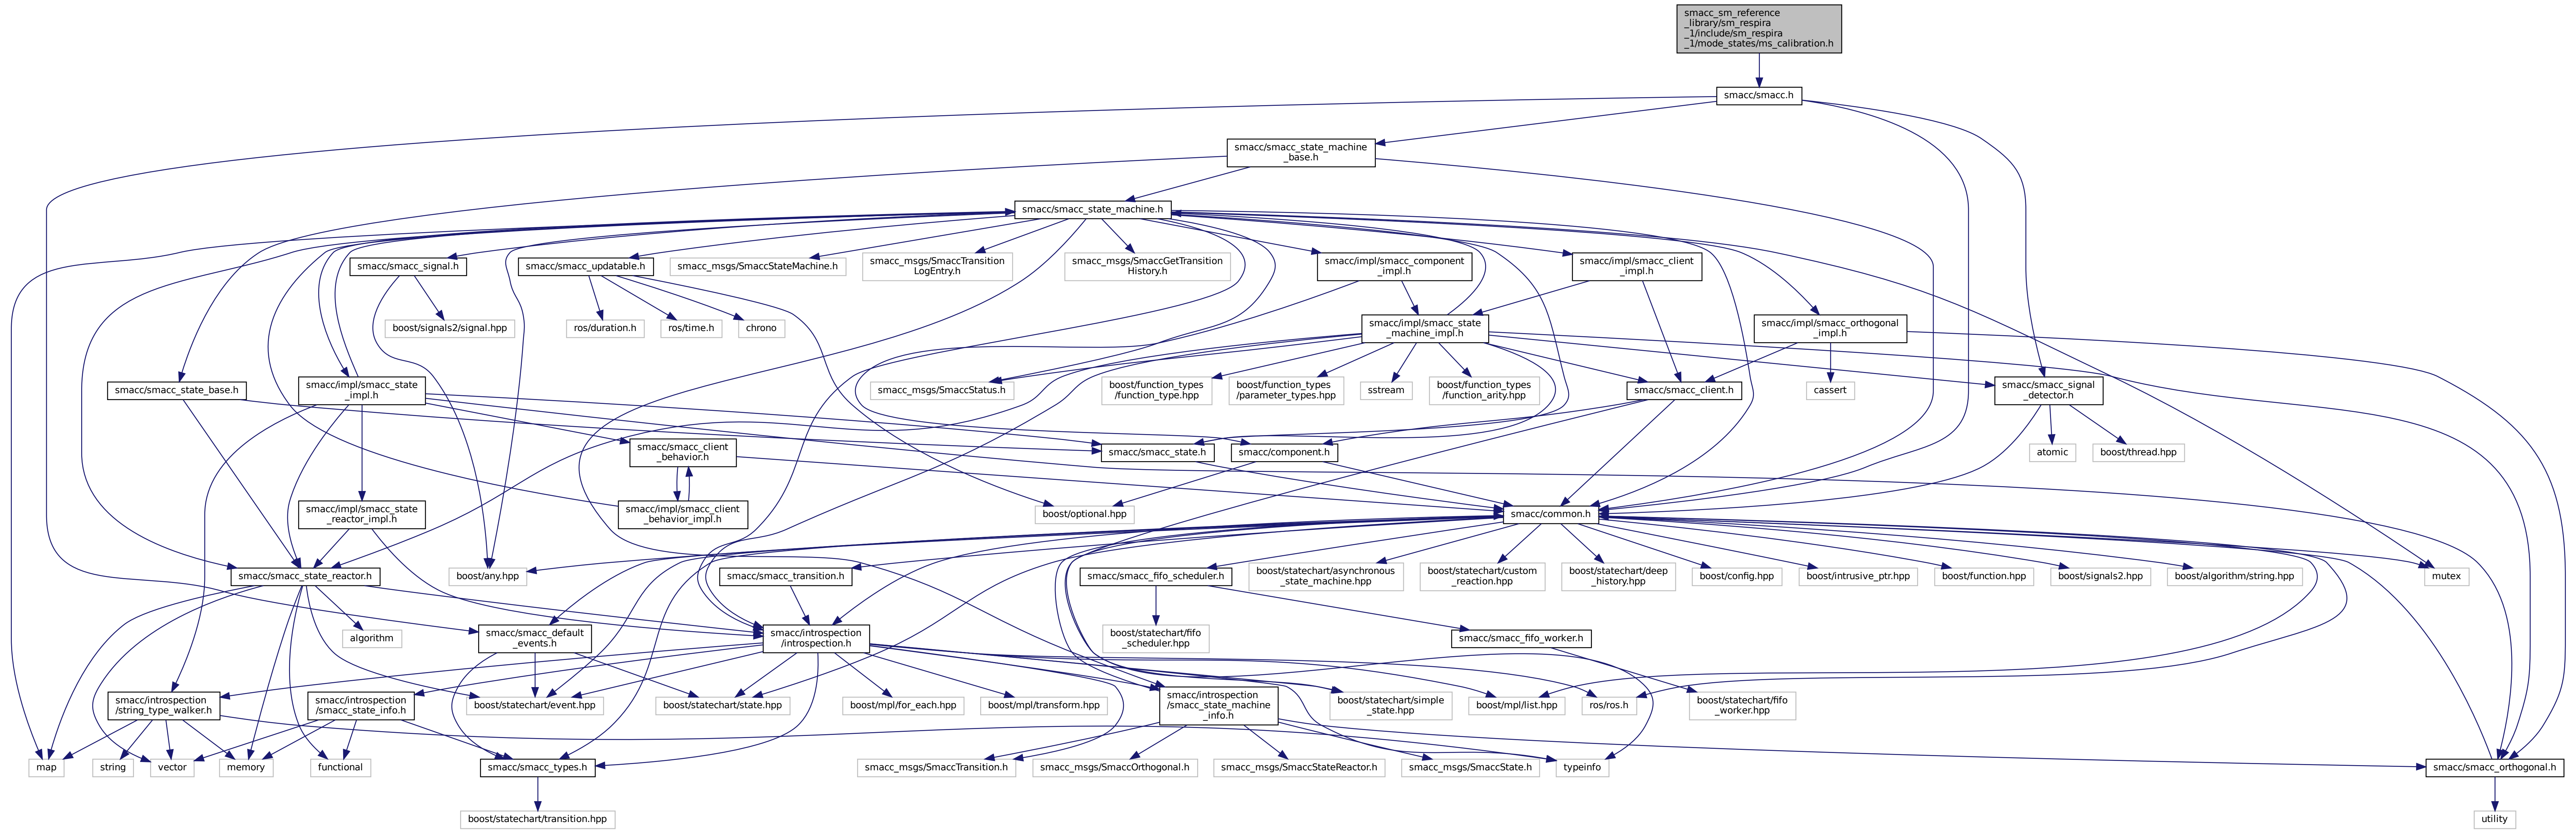 smacc_sm_reference
_library/sm_respira
_1/include/sm_respira
_1/mode_states/ms_calibration.h
smacc/smacc.h
smacc/smacc_state_machine
_base.h
smacc/smacc_state_machine.h
smacc/smacc_signal.h
smacc/smacc_updatable.h
smacc_msgs/SmaccStateMachine.h
smacc_msgs/SmaccTransition
LogEntry.h
smacc_msgs/SmaccGetTransition
History.h
smacc/impl/smacc_component
_impl.h
smacc/impl/smacc_client
_impl.h
boost/signals2/signal.hpp
ros/duration.h
ros/time.h
chrono
smacc/impl/smacc_state
_machine_impl.h
smacc/impl/smacc_orthogonal
_impl.h
smacc/smacc_state_base.h
smacc/impl/smacc_state
_impl.h
smacc_msgs/SmaccStatus.h
boost/function_types
/function_type.hpp
boost/function_types
/parameter_types.hpp
sstream
boost/function_types
/function_arity.hpp
smacc/smacc_client.h
cassert
smacc/smacc_signal
_detector.h
smacc/smacc_client
_behavior.h
smacc/smacc_state.h
smacc/component.h
atomic
boost/thread.hpp
smacc/impl/smacc_state
_reactor_impl.h
smacc/impl/smacc_client
_behavior_impl.h
boost/optional.hpp
smacc/common.h
smacc/smacc_state_reactor.h
boost/any.hpp
smacc/smacc_transition.h
smacc/smacc_fifo_scheduler.h
boost/statechart/asynchronous
_state_machine.hpp
boost/statechart/custom
_reaction.hpp
boost/statechart/deep
_history.hpp
boost/config.hpp
boost/intrusive_ptr.hpp
boost/function.hpp
boost/signals2.hpp
boost/algorithm/string.hpp
mutex
algorithm
smacc/smacc_default
_events.h
smacc/introspection
/introspection.h
boost/statechart/fifo
_scheduler.hpp
smacc/smacc_fifo_worker.h
smacc/introspection
/string_type_walker.h
smacc/introspection
/smacc_state_info.h
boost/statechart/event.hpp
boost/statechart/state.hpp
boost/mpl/for_each.hpp
boost/mpl/transform.hpp
smacc/introspection
/smacc_state_machine
_info.h
boost/statechart/simple
_state.hpp
boost/mpl/list.hpp
ros/ros.h
boost/statechart/fifo
_worker.hpp
map
string
vector
memory
functional
smacc/smacc_types.h
smacc_msgs/SmaccTransition.h
smacc_msgs/SmaccOrthogonal.h
smacc_msgs/SmaccStateReactor.h
smacc_msgs/SmaccState.h
typeinfo
smacc/smacc_orthogonal.h
boost/statechart/transition.hpp
utility